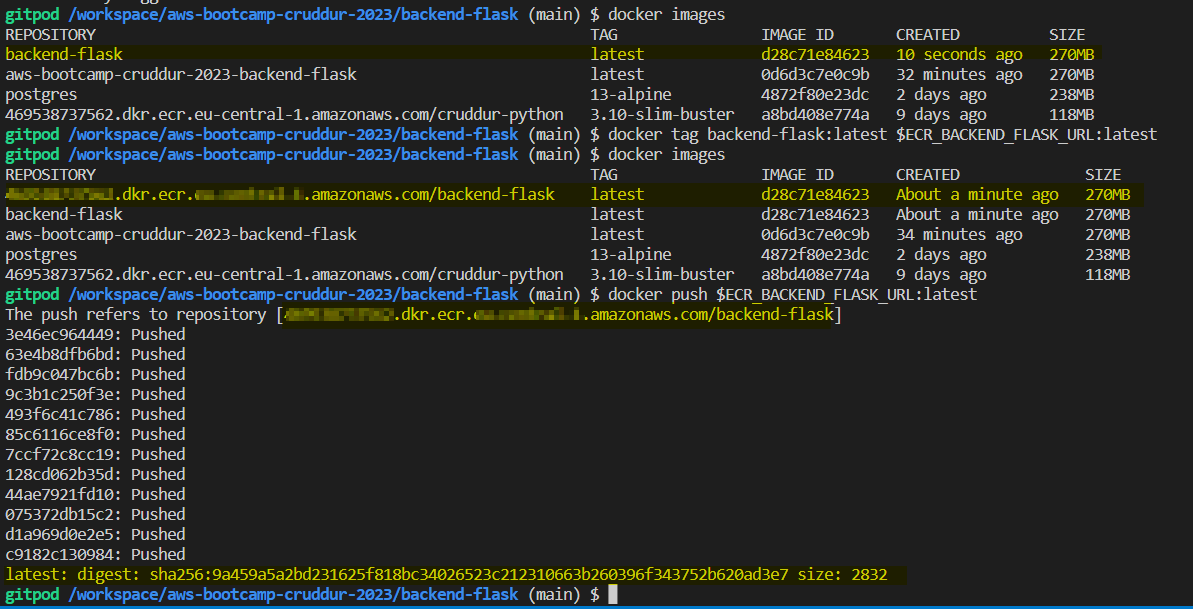 gitpod /workspace/aws-bootcamp-cruddur-2023/backend-flask (main) $ docker images
REPOSITORY TAG IMAGE ID CREATED SIZE
backend-flask latest d28c71e84623 10 seconds ago 270MB
aws-bootcamp-cruddur-2023-backend-flask latest 0d6d3c7e0c9b 32 minutes ago 270MB
postgres 13-alpine 4872f80e23dc 2 days ago 238MB
469538737562.dkr.ecr.eu-central-1.amazonaws.com/cruddur-python 3.10-slim-buster a8bd408e774a 9 days ago 118MB
gitpod /workspace/aws-bootcamp-cruddur-2023/backend-flask (main) $ docker tag backend-flask:latest $ECR_BACKEND_FLASK_URL:latest
gitpod /workspace/aws-bootcamp-cruddur-2023/backend-flask (main) $ docker images
REPOSITORY TAG IMAGE ID CREATED SIZE
.dkr.ecr. .amazonaws.com/backend-flask latest d28c71e84623 About a minute ago 270MB
backend-flask latest d28c71e84623 About a minute ago 270MB
aws-bootcamp-cruddur-2023-backend-flask latest 0d6d3c7e0c9b 34 minutes ago 270MB
postgres 13-alpine 4872f80e23dc 2 days ago 238MB
469538737562.dkr.ecr.eu-central-1.amazonaws.com/cruddur-python 3.10-slim-buster a8bd408e774a 9 days ago 118MB
gitpod /workspace/aws-bootcamp-cruddur-2023/backend-flask (main) $ docker push $ECR_BACKEND_FLASK_URL:latest
The push refers to repository [ .dkr.ecr. .amazonaws.com/backend-flask]
3e46ec964449: Pushed
63e4b8dfb6bd: Pushed
fdb9c047bc6b: Pushed
9c3b1c250f3e: Pushed
493f6c41c786: Pushed
85c6116ce8f0: Pushed
7ccf72c8cc19: Pushed
128cd062b35d: Pushed
44ae7921fd10: Pushed
075372db15c2: Pushed
d1a969d0e2e5: Pushed
c9182c130984: Pushed
latest: digest: sha256:9a459a5a2bd231625f818bc34026523c212310663b260396f343752b620ad3e7 size: 2832
gitpod /workspace/aws-bootcamp-cruddur-2023/backend-flask (main) $